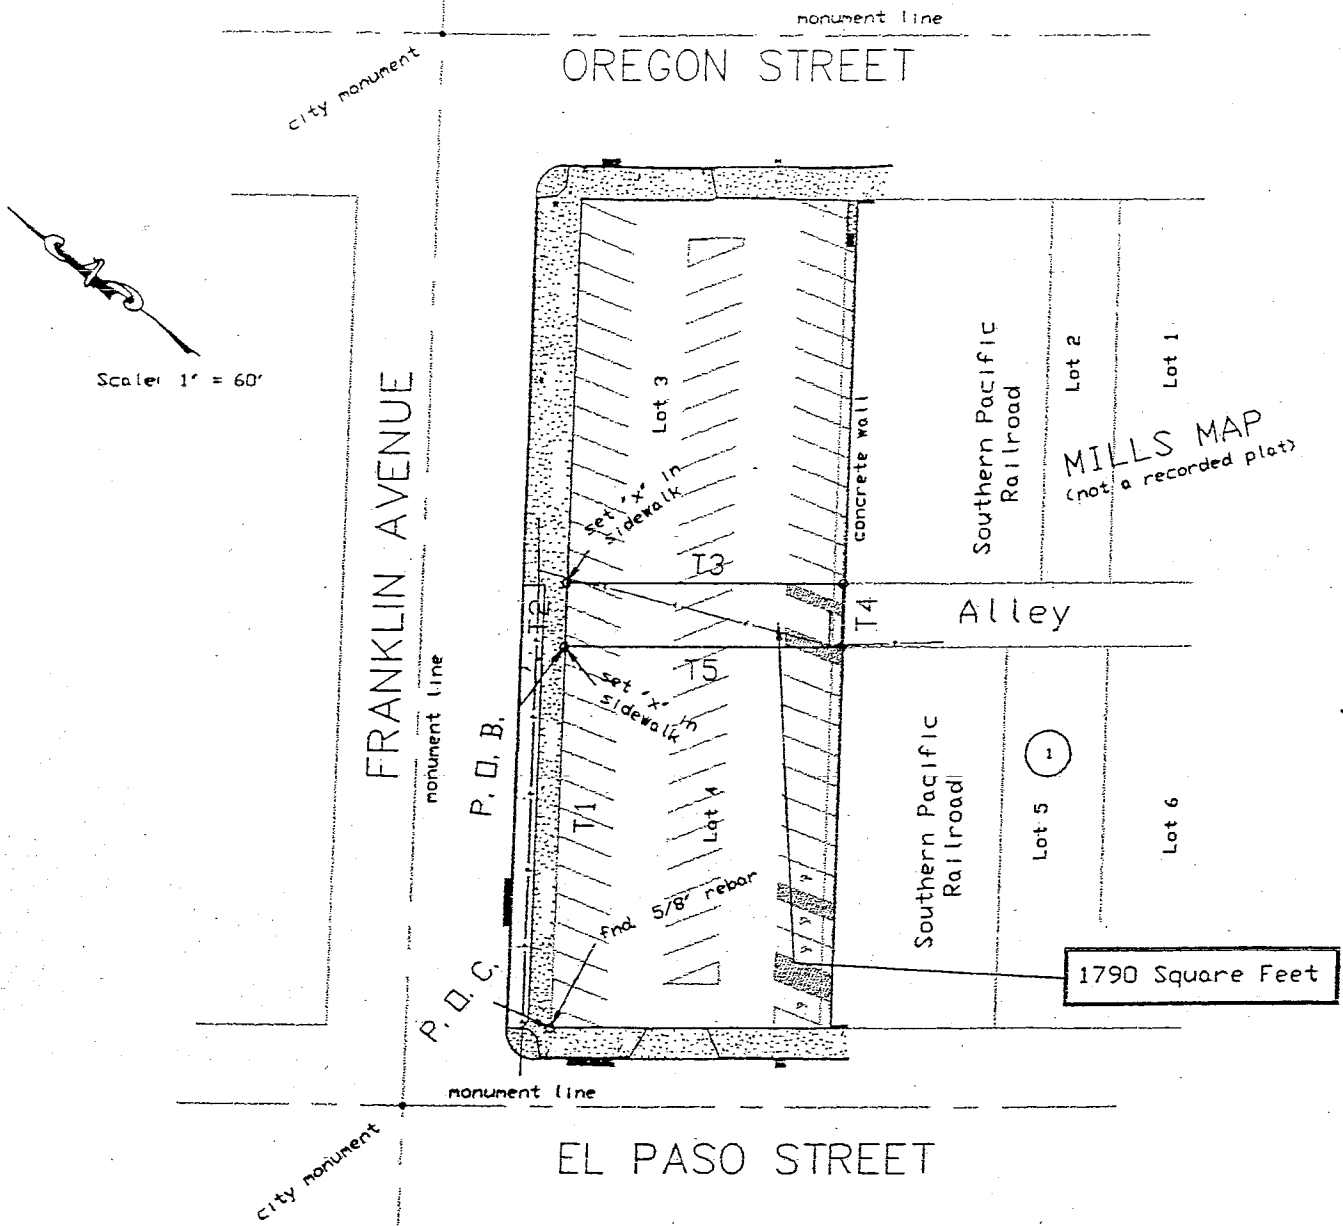 monument line
OREGON STREET
city monument
Scale: 1" = 60'
FRANKLIN AVENUE
monument line
Lot 3
set "x" in
sidewalk
concrete wall
Southern Pacific
Railroad
Lot 2
Lot 1
MILLS MAP
(not a recorded plat)
T3
T2
T4
Alley
T5
set "x" in
sidewalk
P.O.B.
T1
Lot 4
Southern Pacific
Railroad
1
Lot 5
Lot 6
fnd 5/8" rebar
P.O.C.
1790 Square Feet
monument line
EL PASO STREET
city monument